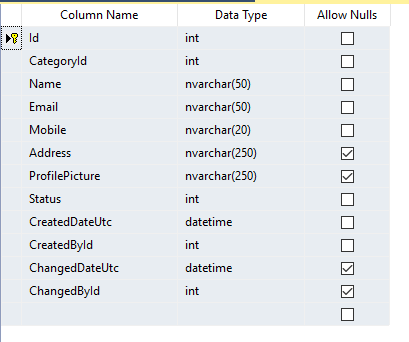 Column Name Data Type Allow Nulls
Id int
CategoryId int
Name nvarchar(50)
Email nvarchar(50)
Mobile nvarchar(20)
Address nvarchar(250)
ProfilePicture nvarchar(250)
Status int
CreatedDateUtc datetime
CreatedById int
ChangedDateUtc datetime
ChangedById int